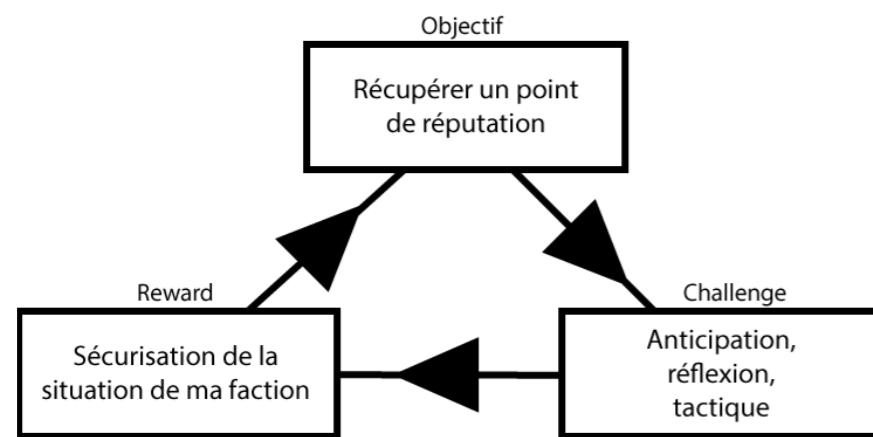 Objectif
Récupérer un point
de réputation
Reward
Sécurisation de la
situation de ma faction
Challenge
Anticipation,
réflexion,
tactique